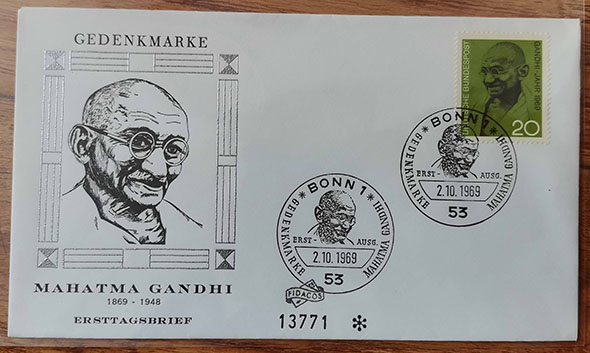 GEDENKMARKE
MAHATMA GANDHI
1869 - 1948
ERSTTAGSBRIEF
BONN 1
GEDENKMARKE
MAHATMA GANDHI
ERST- AUSG.
2.10.1969
53
FIDACOS
13771 ✻
GANDHI-JAHR 1969
DEUTSCHE BUNDESPOST
20
BONN 1
GEDENKMARKE
MAHATMA GANDHI
ERST- AUSG.
2.10.1969
53